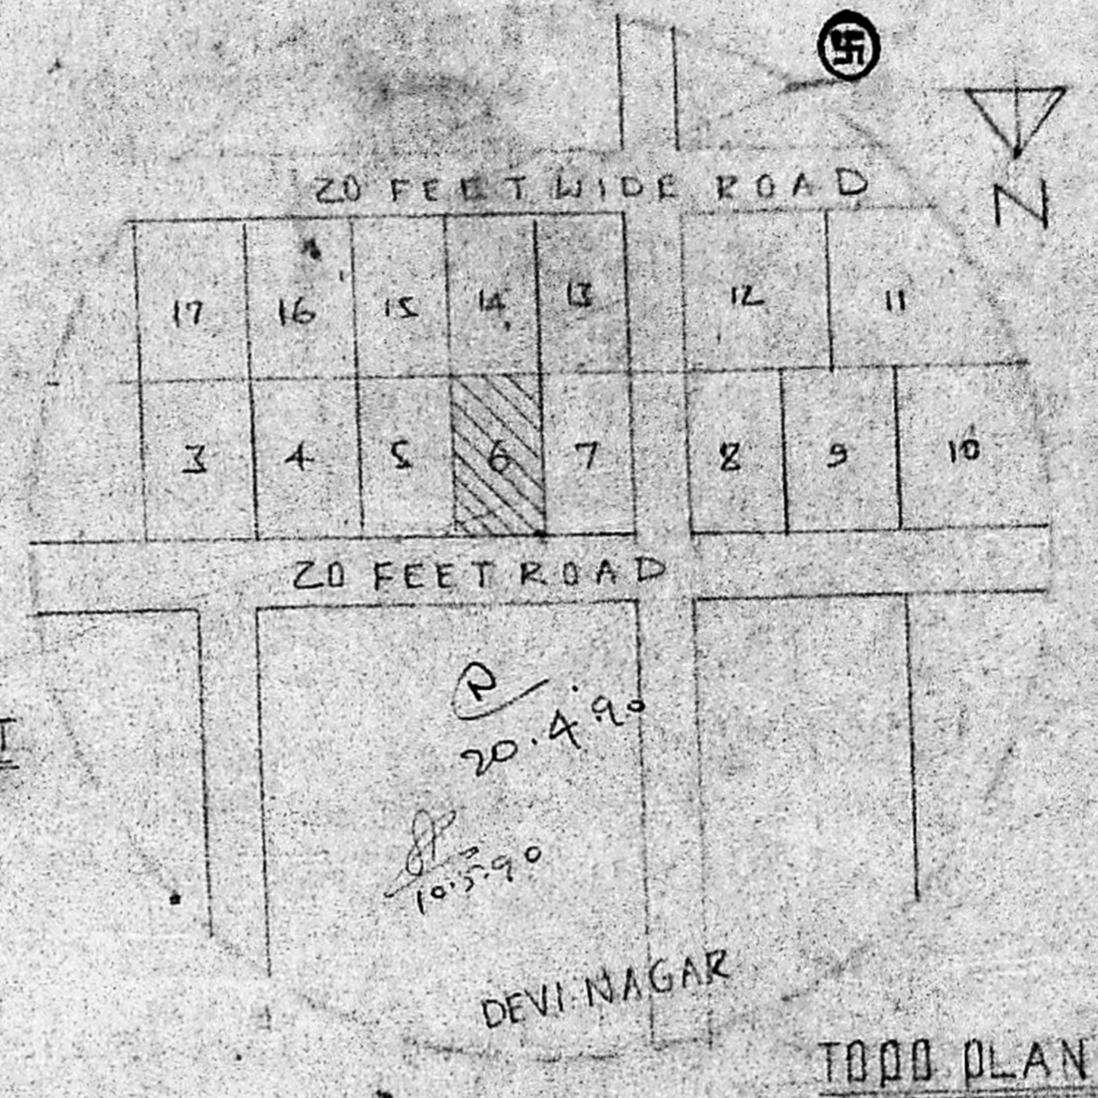 N
20 FEET WIDE ROAD
17 16 15 14 13 12 11
3 4 5 6 7 8 9 10
20 FEET ROAD
20.4.90
10.5.90
DEVI NAGAR
TOPO PLAN